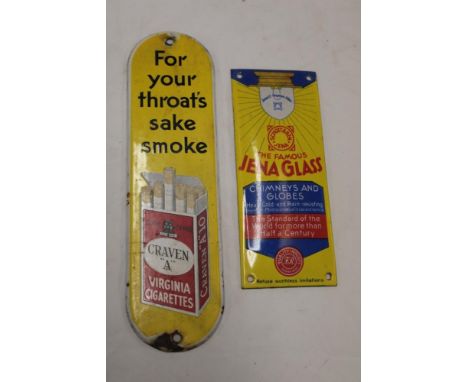 For
your
throat's
sake
smoke
CRAVEN
"A"
VIRGINIA
CIGARETTES
CRAVEN "A" 10
THE FAMOUS
JENA GLASS
CHIMNEYS AND
GLOBES
The Standard of the
World for more than
Half a Century
Refuse worthless imitations